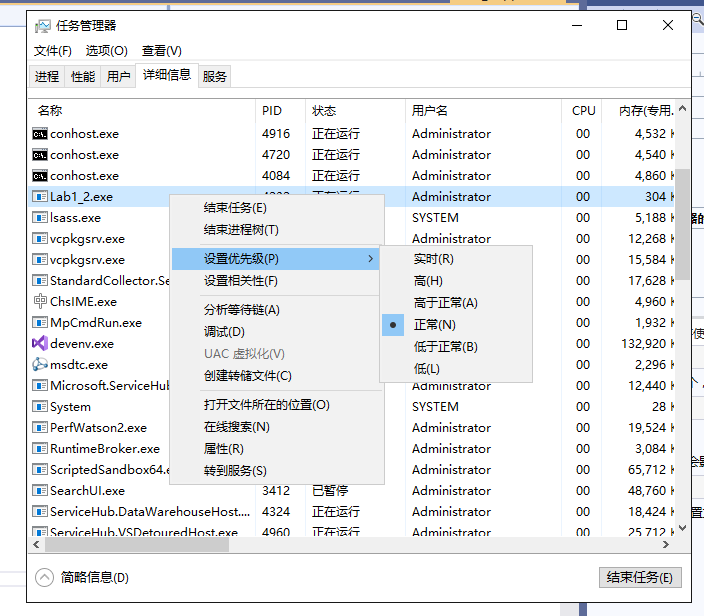 任务管理器
文件(F) 选项(O) 查看(V)
进程 性能 用户 详细信息 服务
名称 PID 状态 用户名 CPU 内存(专用.
conhost.exe 4916 正在运行 Administrator 00 4,532 K
conhost.exe 4720 正在运行 Administrator 00 4,540 K
conhost.exe 4084 正在运行 Administrator 00 4,860 K
Lab1_2.exe 正在运行 Administrator 00 304 K
lsass.exe SYSTEM 00 5,188 K
vcpkgsrv.exe Administrator 00 12,268 K
vcpkgsrv.exe 00 15,584 K
StandardCollector.Se 00 17,628 K
ChsIME.exe 00 4,960 K
MpCmdRun.exe 00 1,932 K
devenv.exe 00 132,920 K
msdtc.exe 00 2,296 K
Microsoft.ServiceHub Administrator 00 12,440 K
System SYSTEM 00 28 K
PerfWatson2.exe Administrator 00 19,524 K
RuntimeBroker.exe Administrator 00 3,084 K
ScriptedSandbox64.e Administrator 00 65,712 K
SearchUI.exe 3412 已暂停 Administrator 00 48,760 K
ServiceHub.DataWarehouseHost.... 4324 正在运行 Administrator 00 18,424 K
ServiceHub.VSDetouredHost.exe 4960 正在运行 Administrator 00 25,712 K
结束任务(E)
结束进程树(T)
设置优先级(P)
设置相关性(F)
分析等待链(A)
调试(D)
UAC 虚拟化(V)
创建转储文件(C)
打开文件所在的位置(O)
在线搜索(N)
属性(R)
转到服务(S)
实时(R)
高(H)
高于正常(A)
正常(N)
低于正常(B)
低(L)
简略信息(D)
结束任务(E)